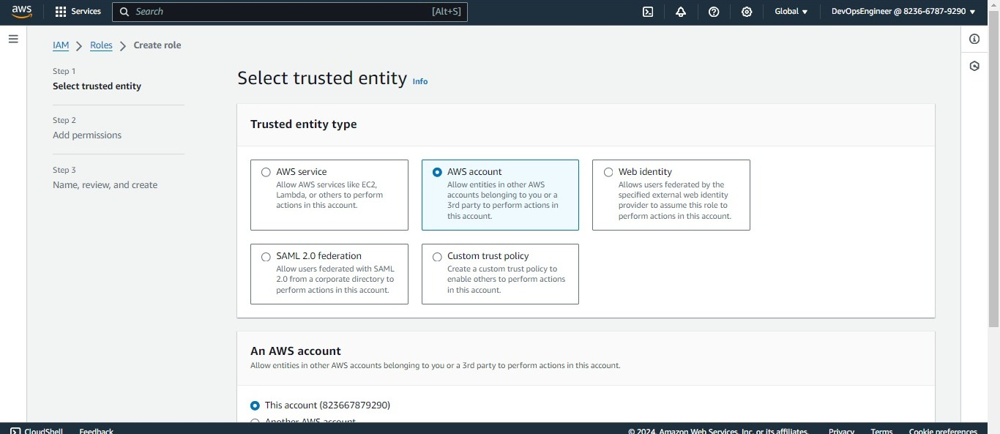 aws Services Search [Alt+S] Global DevOpsEngineer @ 8236-6787-9290
IAM Roles Create role
Step 1
Select trusted entity
Step 2
Add permissions
Step 3
Name, review, and create
Select trusted entity Info
Trusted entity type
AWS service
Allow AWS services like EC2,
Lambda, or others to perform
actions in this account.
AWS account
Allow entities in other AWS
accounts belonging to you or a
3rd party to perform actions in
this account.
Web identity
Allows users federated by the
specified external web identity
provider to assume this role to
perform actions in this account.
SAML 2.0 federation
Allow users federated with SAML
2.0 from a corporate directory to
perform actions in this account.
Custom trust policy
Create a custom trust policy to
enable others to perform actions
in this account.
An AWS account
Allow entities in other AWS accounts belonging to you or a 3rd party to perform actions in this account.
This account (823667879290)
Another AWS account
CloudShell Feedback © 2024, Amazon Web Services, Inc. or its affiliates. Privacy Terms Cookie preferences